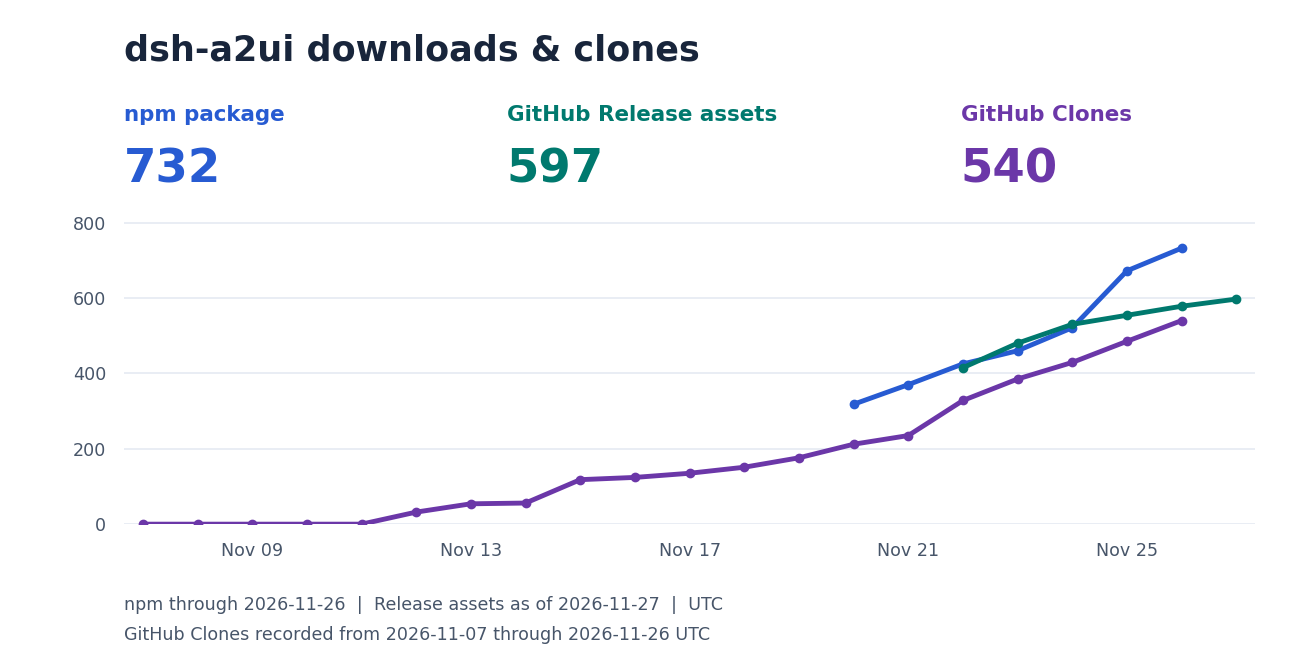 dsh-a2ui downloads & clones
npm package GitHub Release assets GitHub Clones
732 597 540
800
600
400
200
0
Nov 09 Nov 13 Nov 17 Nov 21 Nov 25
npm through 2026-11-26 | Release assets as of 2026-11-27 | UTC
GitHub Clones recorded from 2026-11-07 through 2026-11-26 UTC